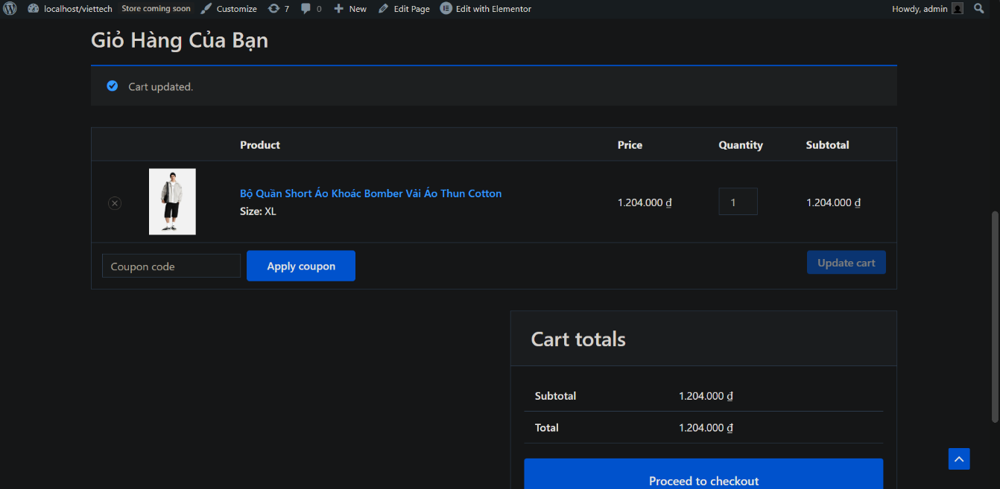 localhost/viettech Store coming soon Customize 7 0 New Edit Page Edit with Elementor Howdy, admin
Giỏ Hàng Của Bạn
Cart updated.
Product Price Quantity Subtotal
Bộ Quần Short Áo Khoác Bomber Vải Áo Thun Cotton
Size: XL
1.204.000 ₫ 1 1.204.000 ₫
Coupon code Apply coupon Update cart
Cart totals
Subtotal 1.204.000 ₫
Total 1.204.000 ₫
Proceed to checkout